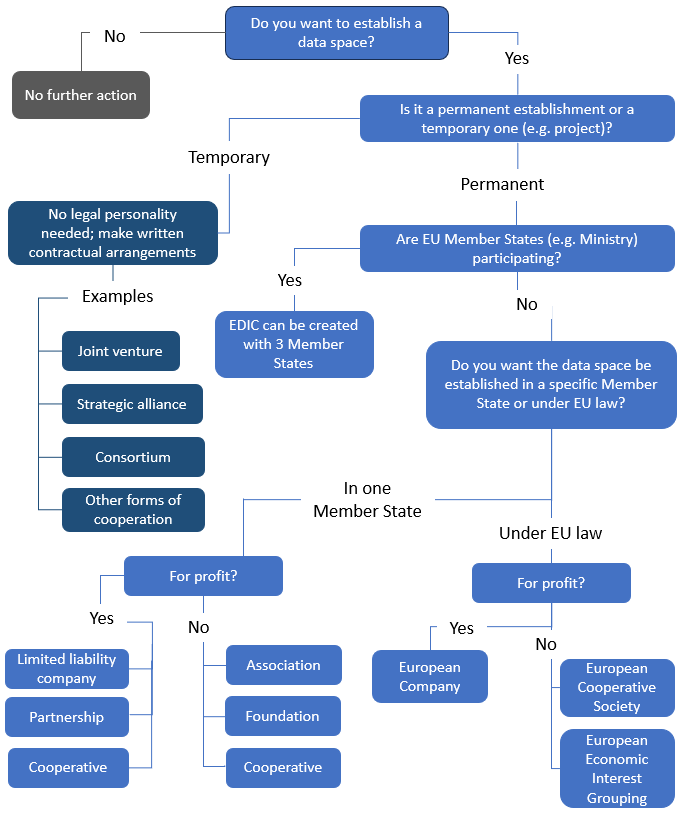 Do you want to establish a
data space?
No
Yes
No further action
Is it a permanent establishment or a
temporary one (e.g. project)?
Temporary
Permanent
No legal personality
needed; make written
contractual arrangements
Are EU Member States (e.g. Ministry)
participating?
Examples
Yes
No
EDIC can be created
with 3 Member
States
Joint venture
Do you want the data space be
established in a specific Member
State or under EU law?
Strategic alliance
Consortium
Other forms of
cooperation
In one
Member State
Under EU law
For profit?
For profit?
Yes
No
Yes
No
Limited liability
company
Association
European
Company
European
Cooperative
Society
Partnership
Foundation
Cooperative
Cooperative
European
Economic
Interest
Grouping